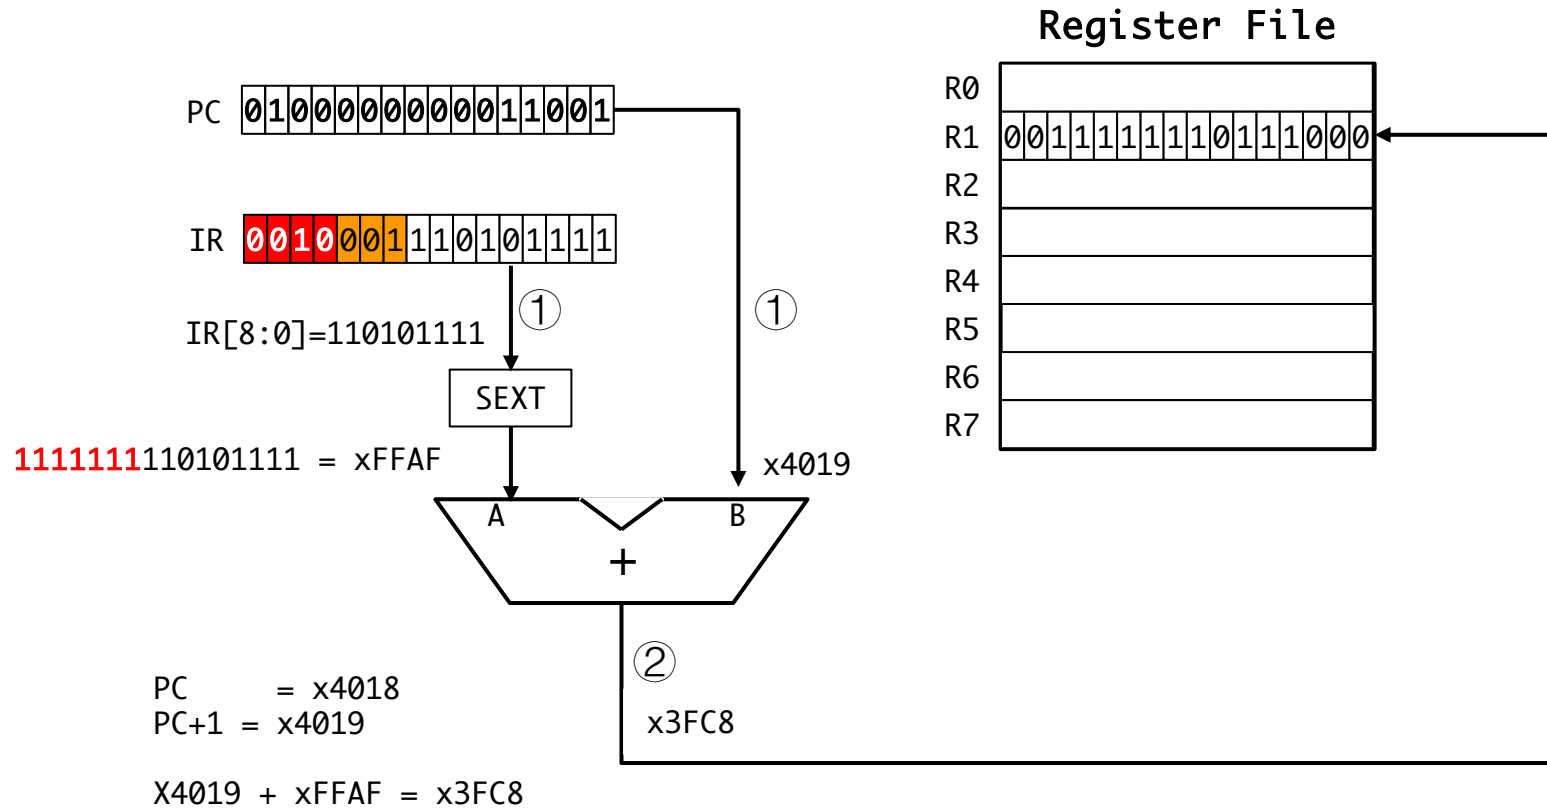 Register File
PC 0100000000011001
IR 0010001110101111
R0
R1 0011111110111000
R2
R3
R4
R5
R6
R7
①
①
IR[8:0]=110101111
SEXT
1111111110101111 = xFFAF
x4019
A
B
+
②
x3FC8
PC = x4018
PC+1 = x4019
X4019 + xFFAF = x3FC8